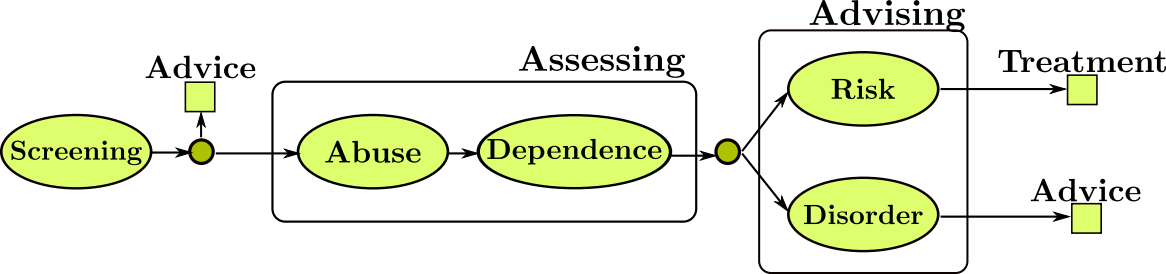 Advising
Assessing
Treatment
Advice
Risk
Screening
Abuse
Dependence
Advice
Disorder